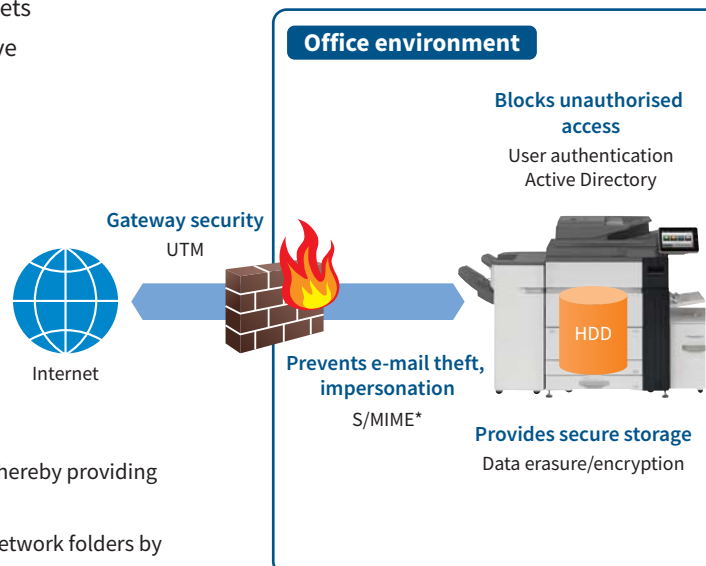 ets
ve
Office environment
Blocks unauthorised
access
User authentication
Active Directory
Gateway security
UTM
HDD
Internet
Prevents e-mail theft,
impersonation
S/MIME*
Provides secure storage
Data erasure/encryption
hereby providing
etwork folders by